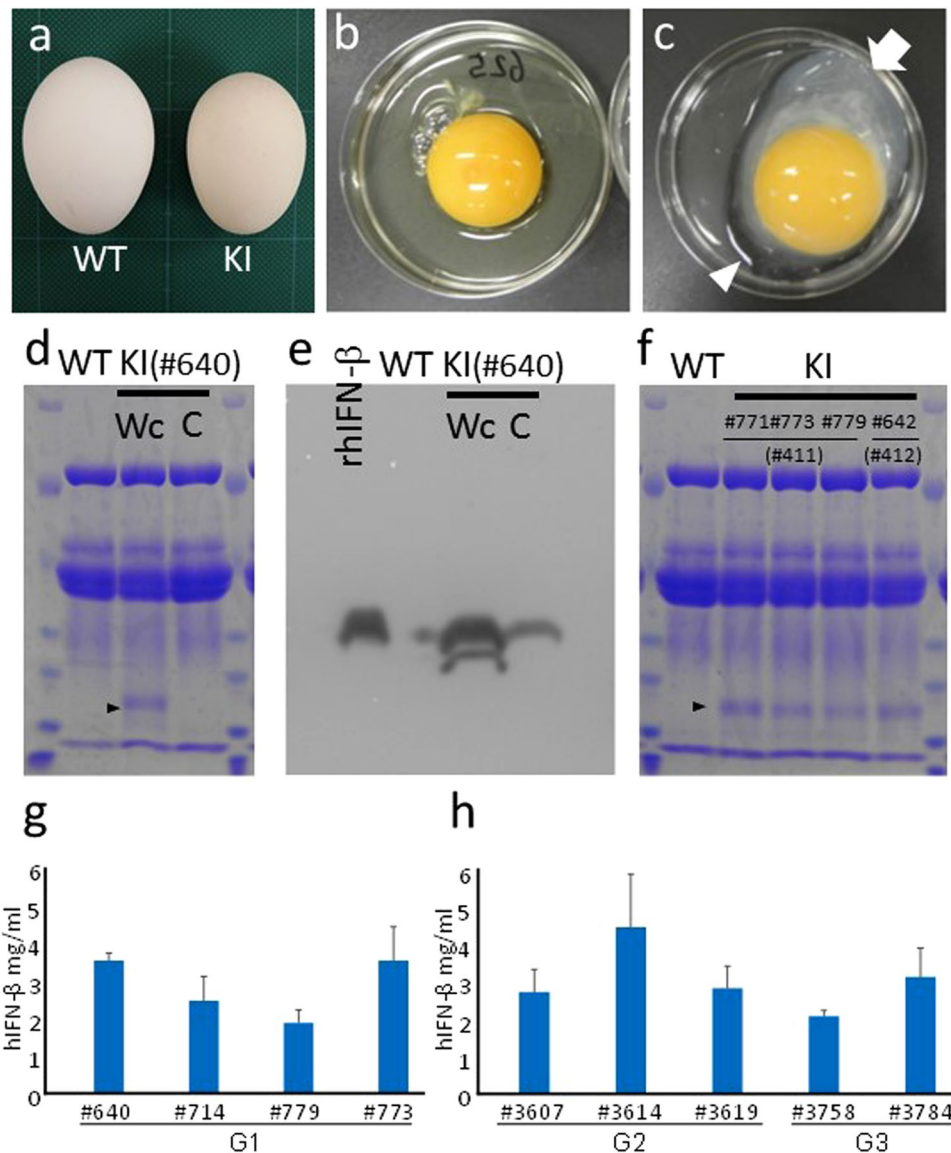 a
WT
KI
b
625
c
d
WT KI(#640)
Wc C
e
rhIFN-β
WT KI(#640)
Wc C
f
WT KI
#771#773 #779 #642
(#411) (#412)
g
hIFN-β mg/ml
6
5
4
3
2
1
0
#640 #714 #779 #773
G1
h
hIFN-β mg/ml
6
5
4
3
2
1
0
#3607 #3614 #3619 #3758 #3784
G2 G3